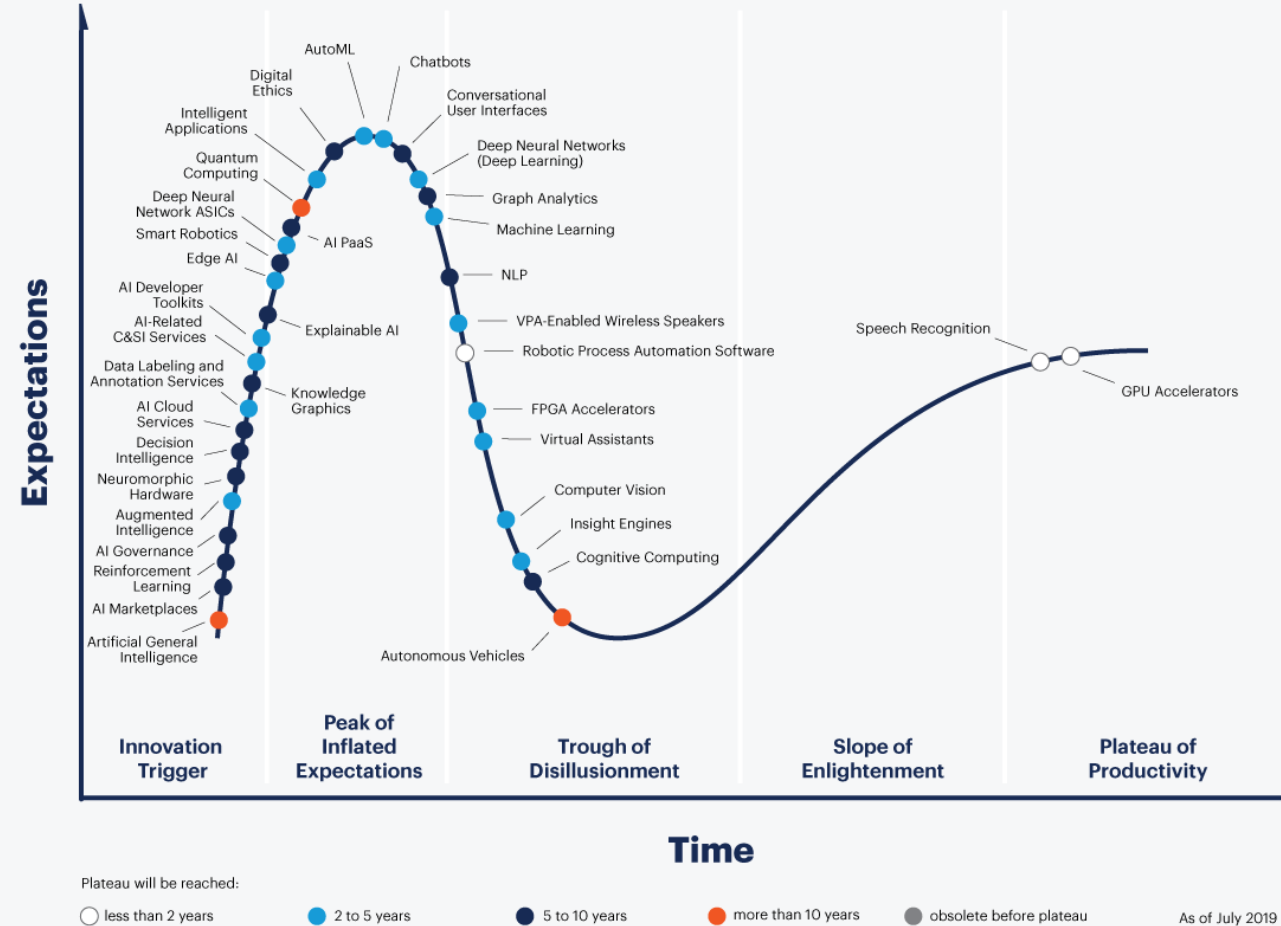 Expectations
AutoML
Chatbots
Digital
Ethics
Conversational
User Interfaces
Intelligent
Applications
Deep Neural Networks
(Deep Learning)
Quantum
Computing
Graph Analytics
Deep Neural
Network ASICs
Machine Learning
Smart Robotics
AI PaaS
Edge AI
NLP
AI Developer
Toolkits
Explainable AI
VPA-Enabled Wireless Speakers
AI-Related
C&SI Services
Robotic Process Automation Software
Speech Recognition
GPU Accelerators
Data Labeling and
Annotation Services
Knowledge
Graphics
AI Cloud
Services
FPGA Accelerators
Decision
Intelligence
Virtual Assistants
Neuromorphic
Hardware
Computer Vision
Augmented
Intelligence
Insight Engines
AI Governance
Cognitive Computing
Reinforcement
Learning
AI Marketplaces
Artificial General
Intelligence
Autonomous Vehicles
Innovation
Trigger
Peak of
Inflated
Expectations
Trough of
Disillusionment
Slope of
Enlightenment
Plateau of
Productivity
Time
Plateau will be reached:
less than 2 years
2 to 5 years
5 to 10 years
more than 10 years
obsolete before plateau
As of July 2019